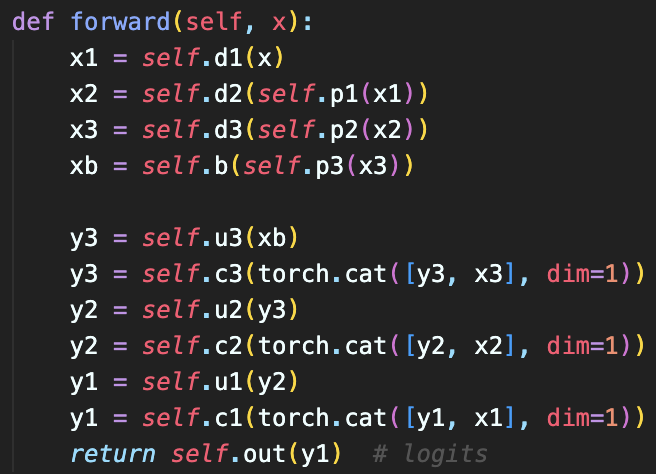 def forward(self, x):
    x1 = self.d1(x)
    x2 = self.d2(self.p1(x1))
    x3 = self.d3(self.p2(x2))
    xb = self.b(self.p3(x3))

    y3 = self.u3(xb)
    y3 = self.c3(torch.cat([y3, x3], dim=1))
    y2 = self.u2(y3)
    y2 = self.c2(torch.cat([y2, x2], dim=1))
    y1 = self.u1(y2)
    y1 = self.c1(torch.cat([y1, x1], dim=1))
    return self.out(y1)  # logits